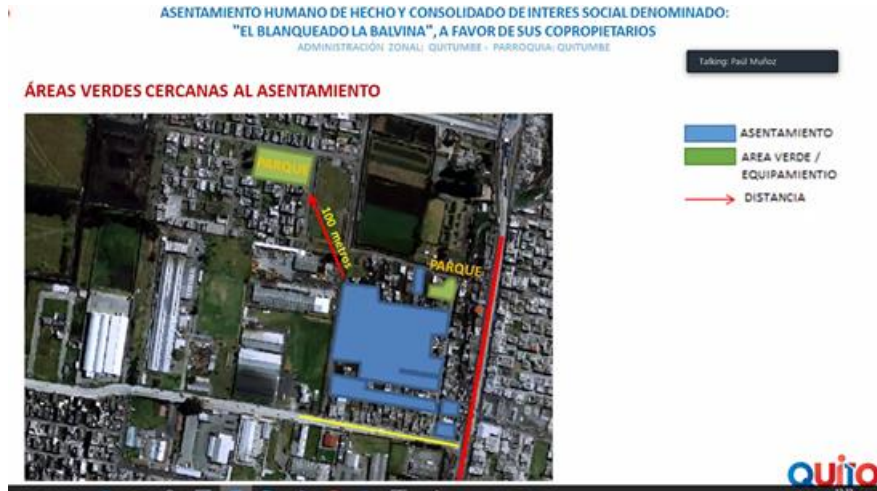 ASENTAMIENTO HUMANO DE HECHO Y CONSOLIDADO DE INTERES SOCIAL DENOMINADO:
"EL BLANQUEADO LA BALVINA", A FAVOR DE SUS COPROPIETARIOS
ADMINISTRACIÓN ZONAL: QUITUMBE - PARROQUIA: QUITUMBE
Talking: Paúl Muñoz
ÁREAS VERDES CERCANAS AL ASENTAMIENTO
ASENTAMIENTO
AREA VERDE /
EQUIPAMIENTIO
DISTANCIA
PARQUE
100 metros
PARQUE
QUITO